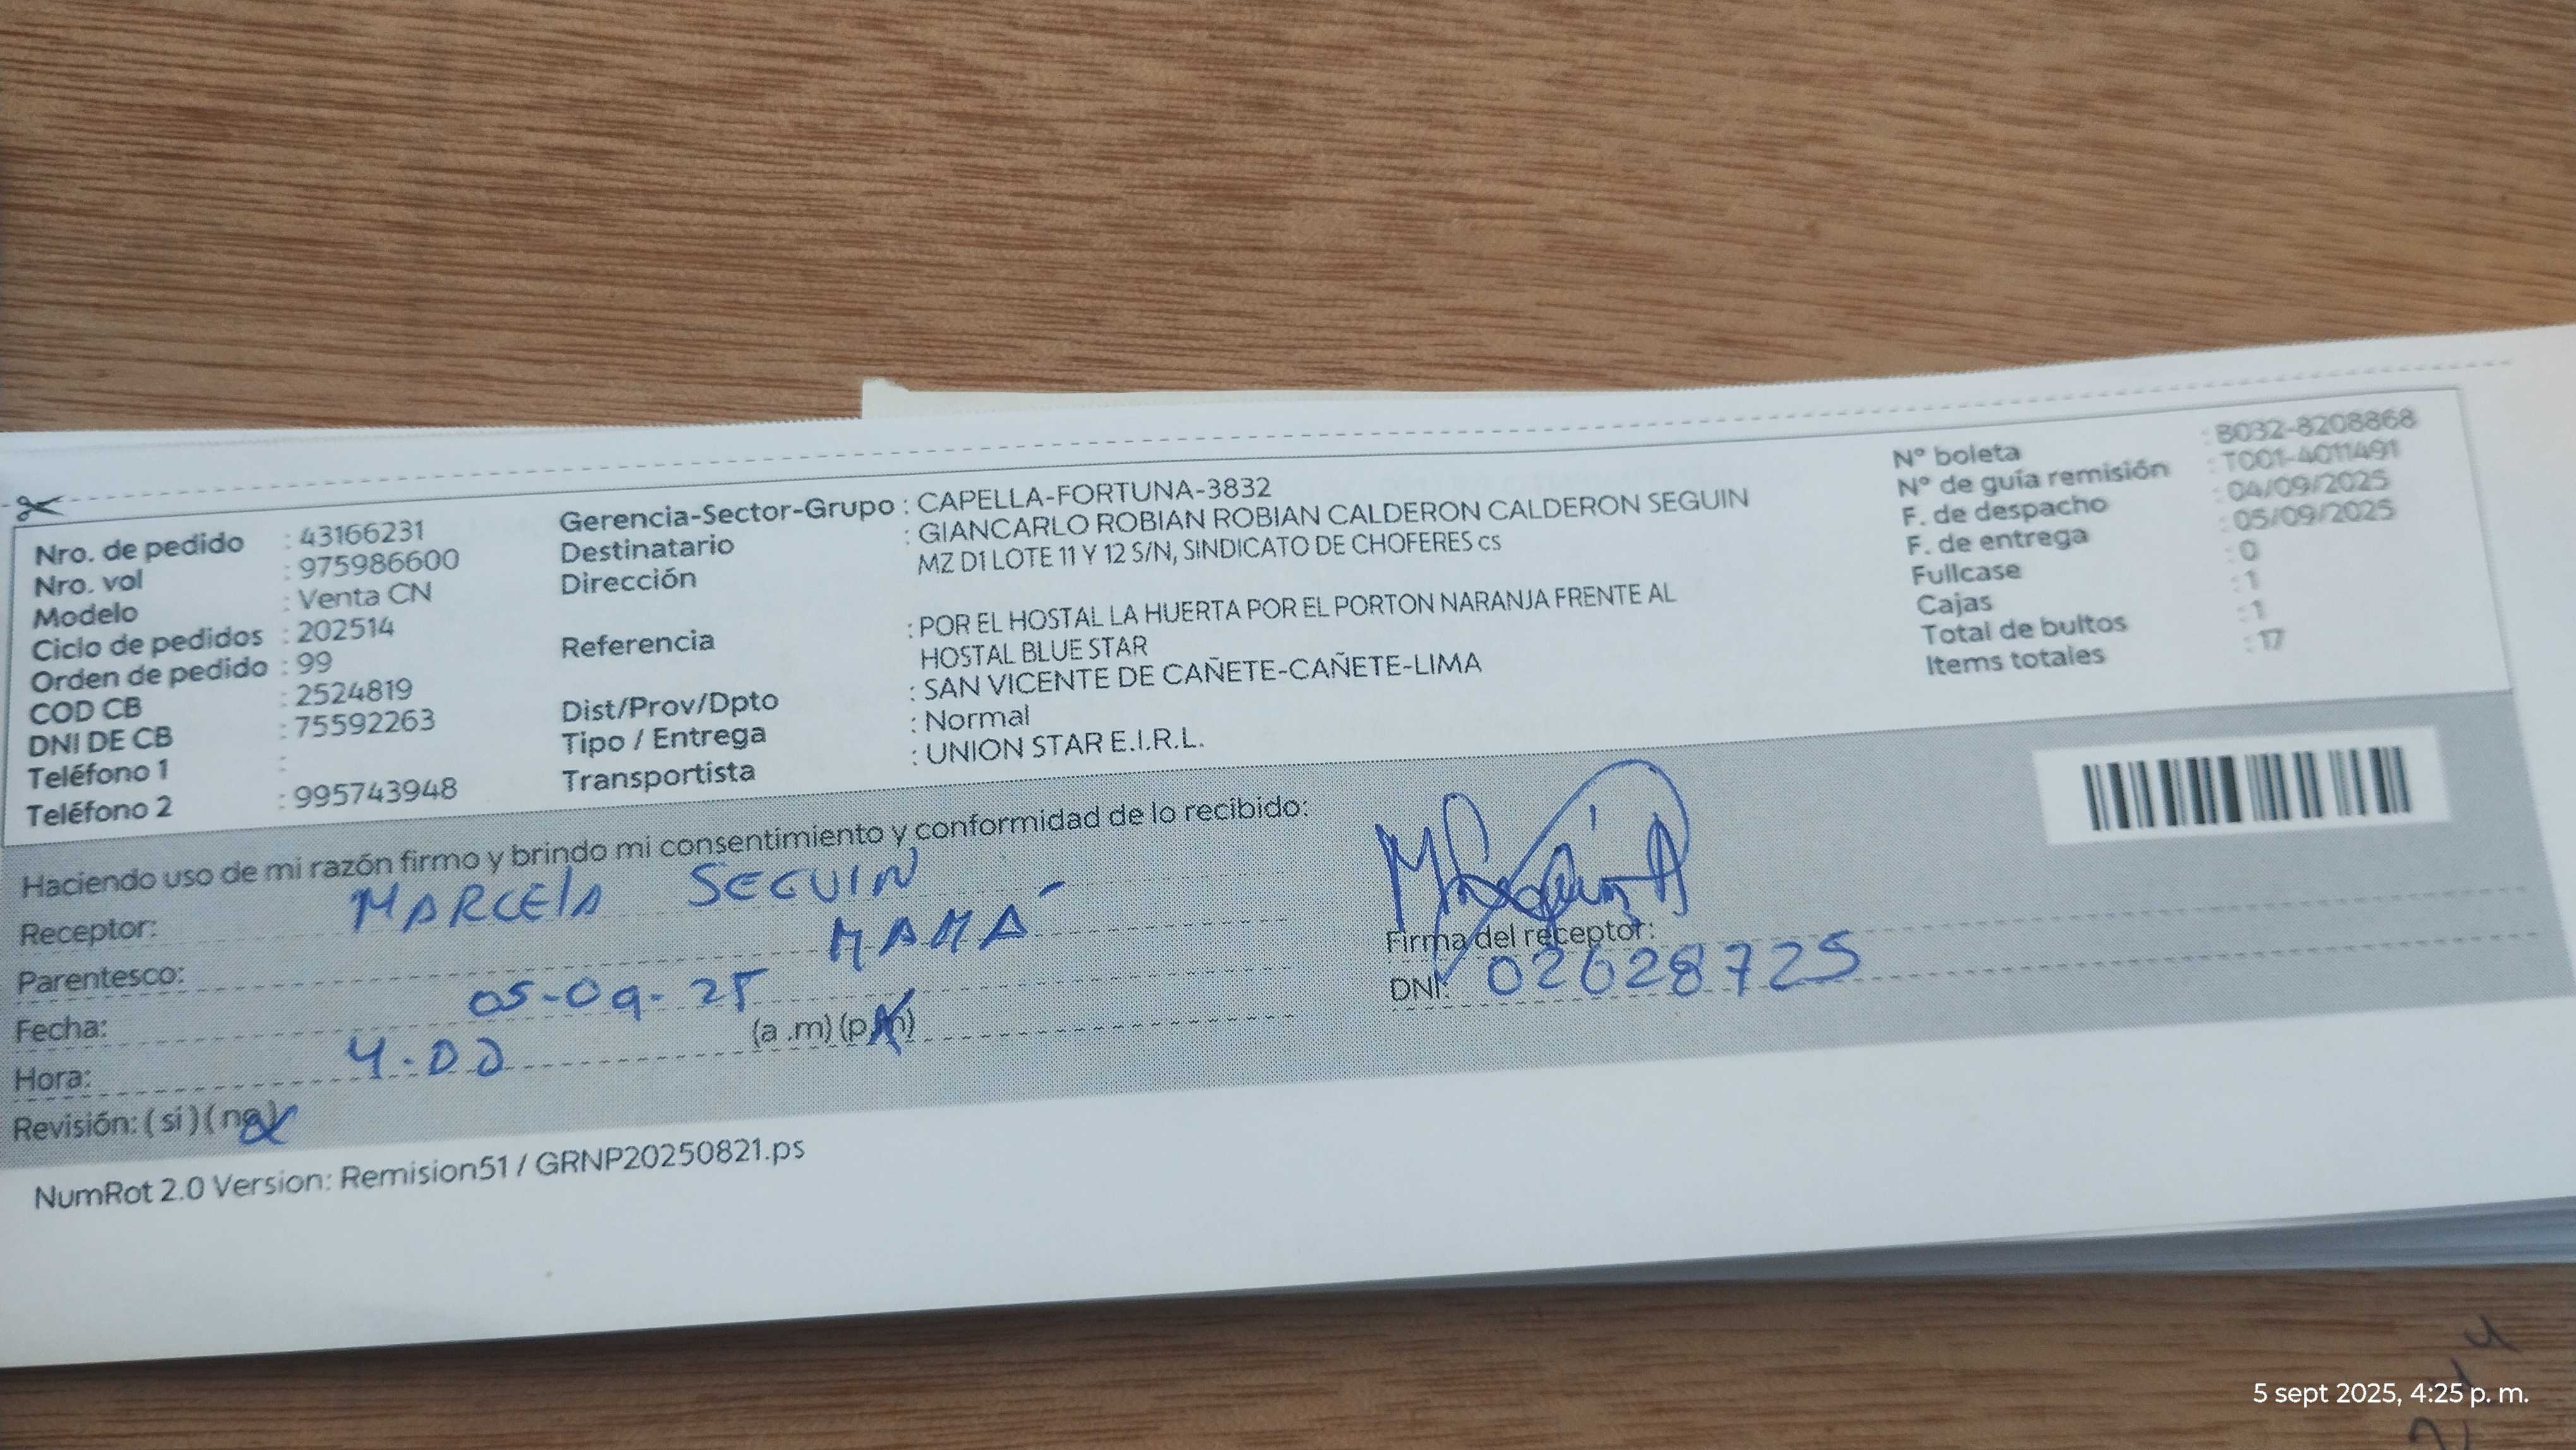 Nro. de pedido : 43166231
Nro. vol : 975986600
Modelo : Venta CN
Ciclo de pedidos : 202514
Orden de pedido : 99
COD CB : 2524819
DNI DE CB : 75592263
Teléfono 1 :
Teléfono 2 : 995743948
Gerencia-Sector-Grupo : CAPELLA-FORTUNA-3832
Destinatario : GIANCARLO ROBIAN ROBIAN CALDERON CALDERON SEGUIN
Dirección MZ D1 LOTE 11 Y 12 S/N, SINDICATO DE CHOFERES cs
Referencia : POR EL HOSTAL LA HUERTA POR EL PORTON NARANJA FRENTE AL
HOSTAL BLUE STAR
Dist/Prov/Dpto : SAN VICENTE DE CAÑETE-CAÑETE-LIMA
Tipo / Entrega : Normal
Transportista : UNION STAR E.I.R.L.
Nº boleta : B032-8208868
Nº de guía remisión : T001-4011491
F. de despacho : 04/09/2025
F. de entrega : 05/09/2025
Fullcase : 0
Cajas : 1
Total de bultos : 1
Items totales : 17
Haciendo uso de mi razón firmo y brindo mi consentimiento y conformidad de lo recibido:
Receptor: MARCElA SEGUIN
Parentesco: MAMÁ
Fecha: 05-09-25
Hora: 4.00 (a .m) (p.m)
Revisión: ( si ) ( no )
Firma del receptor:
DNI: 02628725
NumRot 2.0 Version: Remision51 / GRNP20250821.ps
5 sept 2025, 4:25 p. m.